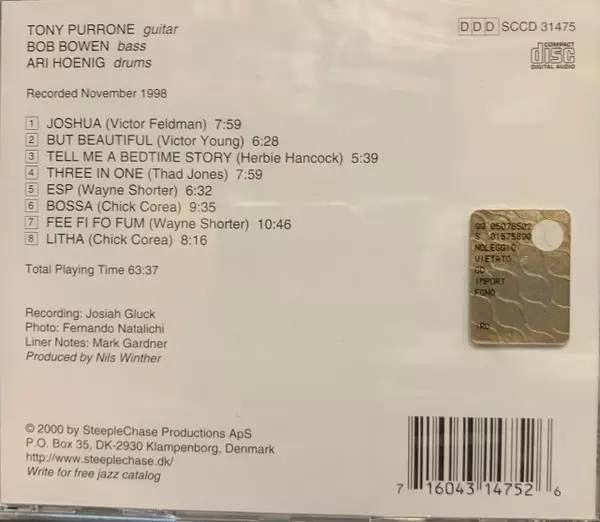 TONY PURRONE guitar
BOB BOWEN bass
ARI HOENIG drums
DDD SCCD 31475
COMPACT
disc
DIGITAL AUDIO
Recorded November 1998
1 JOSHUA (Victor Feldman) 7:59
2 BUT BEAUTIFUL (Victor Young) 6:28
3 TELL ME A BEDTIME STORY (Herbie Hancock) 5:39
4 THREE IN ONE (Thad Jones) 7:59
5 ESP (Wayne Shorter) 6:32
6 BOSSA (Chick Corea) 9:35
7 FEE FI FO FUM (Wayne Shorter) 10:46
8 LITHA (Chick Corea) 8:16
Total Playing Time 63:37
QQ 05078502
S 01575890
NOLEGGIO
VIETATO
CD
IMPORT
FONO
IRD
Recording: Josiah Gluck
Photo: Fernando Natalichi
Liner Notes: Mark Gardner
Produced by Nils Winther
© 2000 by SteepleChase Productions ApS
P.O. Box 35, DK-2930 Klampenborg, Denmark
http://www.steeplechase.dk/
Write for free jazz catalog
7 16043 14752 6